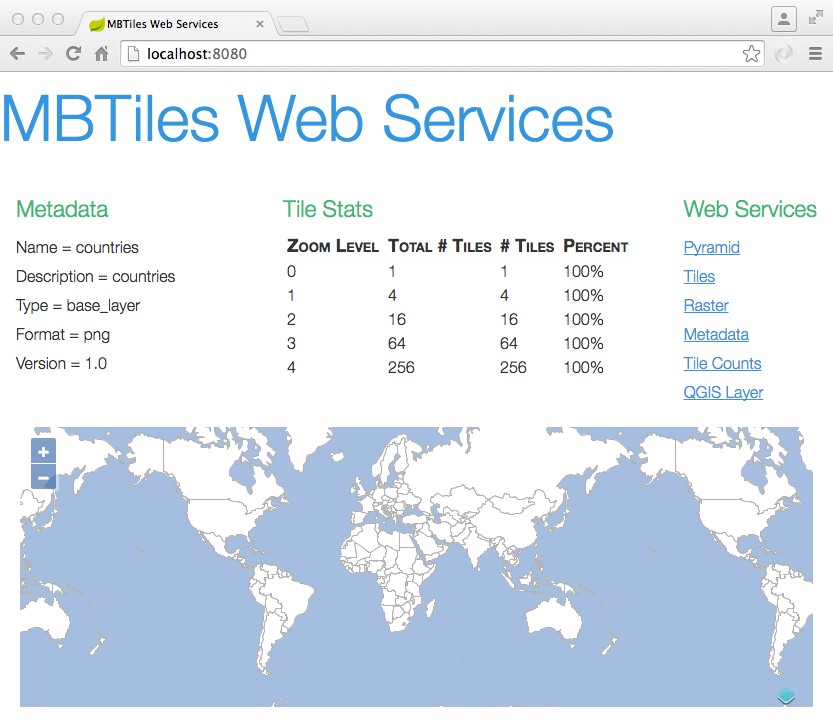 MBTiles Web Services
localhost:8080
MBTiles Web Services
Metadata
Name = countries
Description = countries
Type = base_layer
Format = png
Version = 1.0
Tile Stats
Zoom Level Total # Tiles # Tiles Percent
0 1 1 100%
1 4 4 100%
2 16 16 100%
3 64 64 100%
4 256 256 100%
Web Services
Pyramid
Tiles
Raster
Metadata
Tile Counts
QGIS Layer
+
−